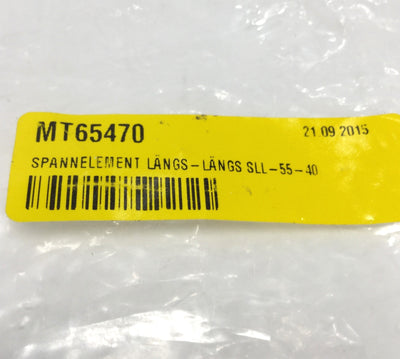 MT65470
21 09 2015
SPANNELEMENT LÄNGS-LÄNGS SLL-55-40